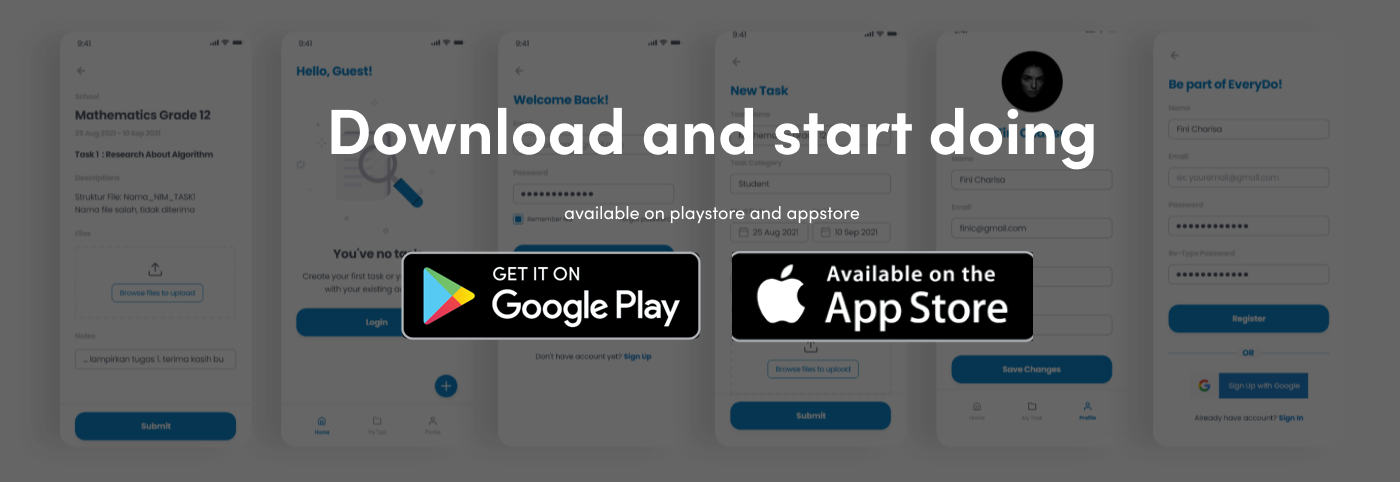 Download and start doing
available on playstore and appstore
GET IT ON
Google Play
Available on the
App Store
9:41
School
Mathematics Grade 12
25 Aug 2021 - 10 Sep 2021
Task 1 : Research About Algorithm
Descriptions
Struktur File: Nama_NIM_TASK1
Nama file salah, tidak diterima
Files
Browse files to upload
Notes
... lampirkan tugas 1. terima kasih bu
Submit
9:41
Hello, Guest!
You've no
Create your first task or
with your existing
Login
Home
My Task
Profile
9:41
Welcome Back!
Password
Remember
Don't have account yet? Sign Up
9:41
New Task
Task Category
Student
25 Aug 2021
10 Sep 2021
Browse files to upload
Submit
Name
Fini Charisa
Email
finic@gmail.com
Save Changes
Home
My Task
Profile
Be part of EveryDo!
Name
Fini Charisa
Email
ex: youremail@gmail.com
Password
Re-Type Password
Register
OR
Sign Up with Google
Already have account? Sign In